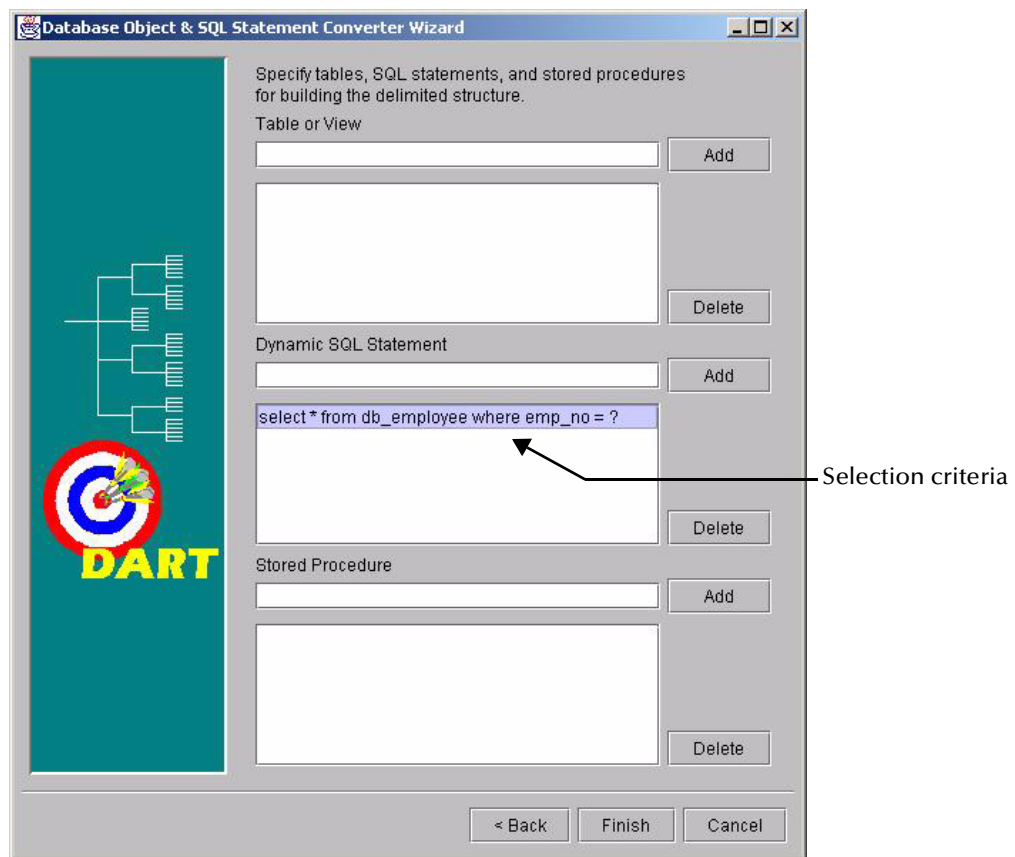 Database Object & SQL Statement Converter Wizard
Specify tables, SQL statements, and stored procedures
for building the delimited structure.
Table or View
Add
Delete
Dynamic SQL Statement
Add
select * from db_employee where emp_no = ?
Selection criteria
Delete
DART
Stored Procedure
Add
Delete
< Back
Finish
Cancel